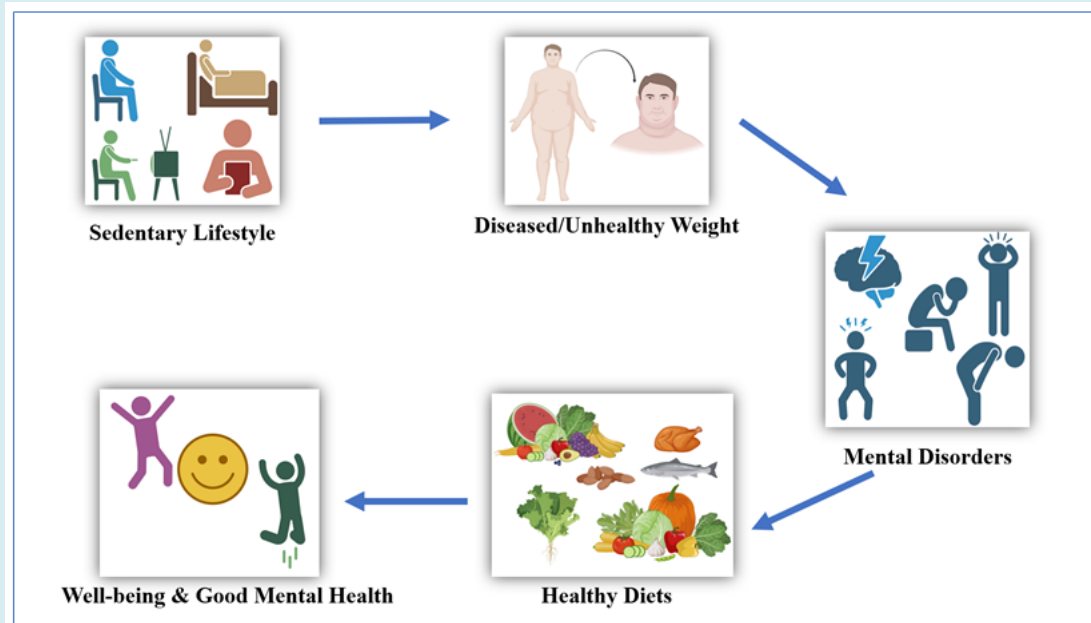 Sedentary Lifestyle
Diseased/Unhealthy Weight
Mental Disorders
Well-being & Good Mental Health
Healthy Diets